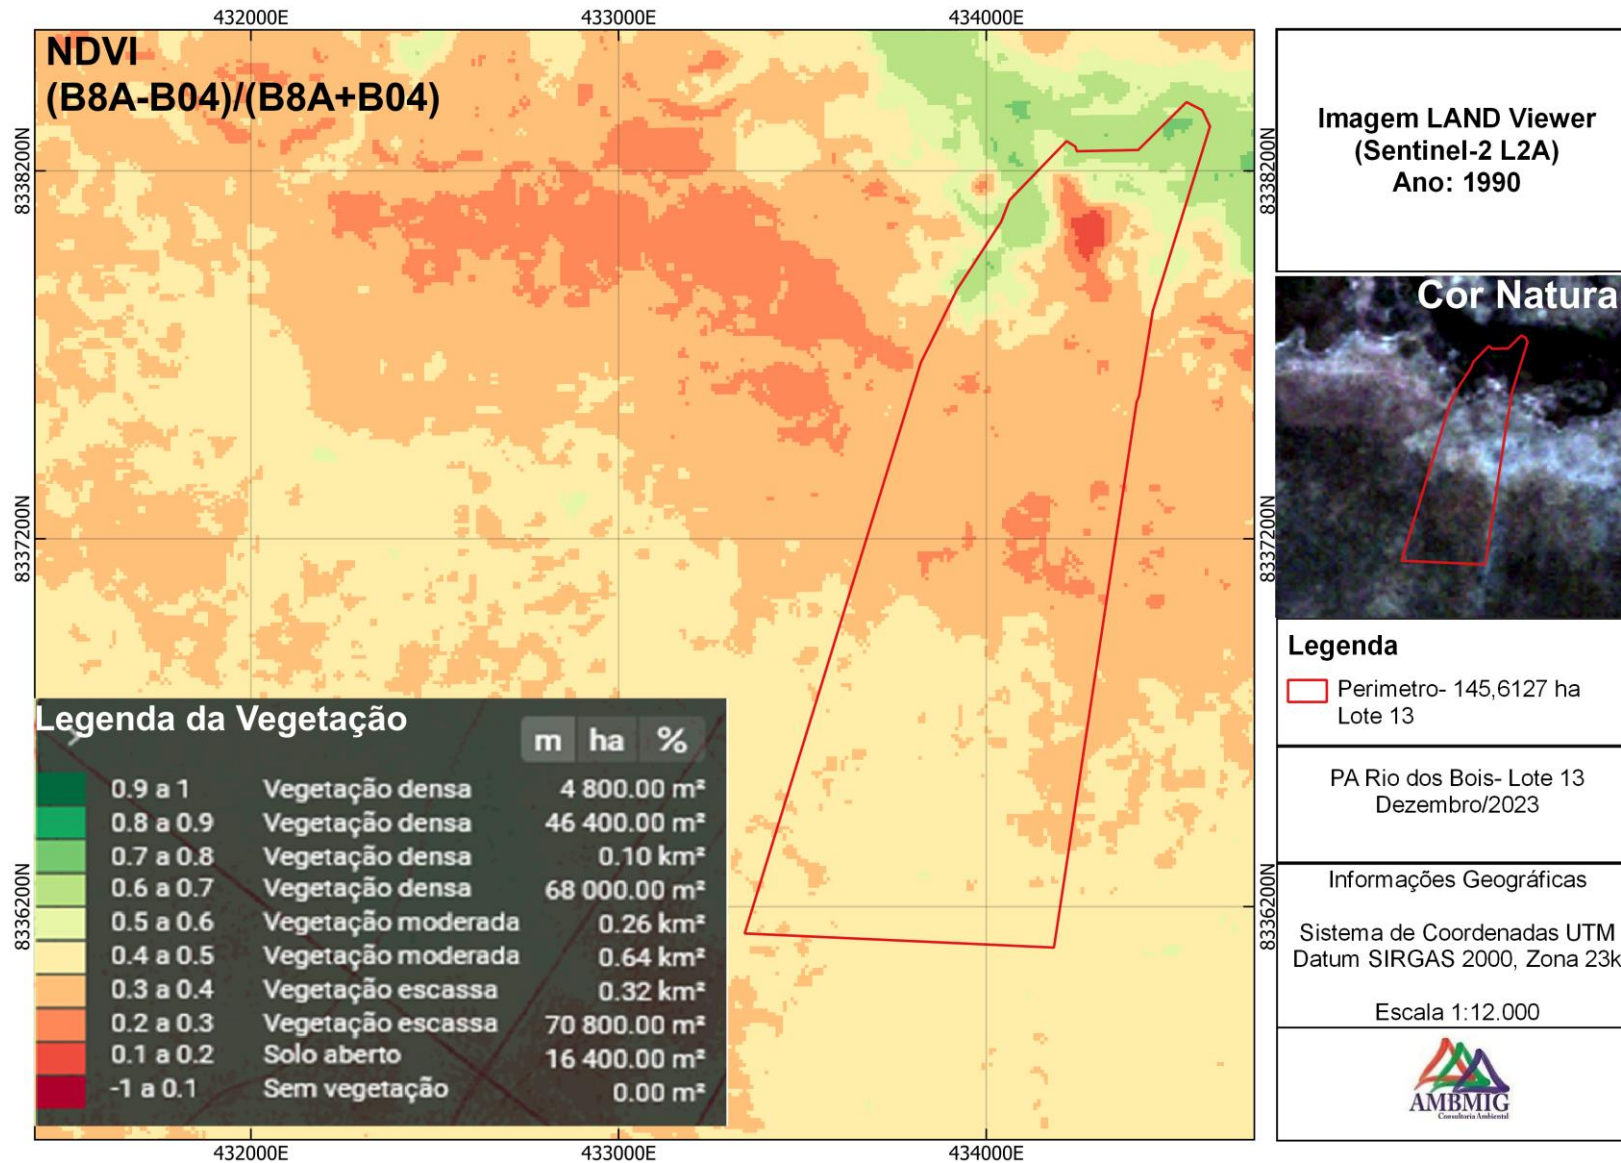 432000E
433000E
434000E
NDVI
(B8A-B04)/(B8A+B04)
8338200N
8337200N
8336200N
8338200N
8337200N
8336200N
Legenda da Vegetação
m ha %
0.9 a 1 Vegetação densa 4 800.00 m²
0.8 a 0.9 Vegetação densa 46 400.00 m²
0.7 a 0.8 Vegetação densa 0.10 km²
0.6 a 0.7 Vegetação densa 68 000.00 m²
0.5 a 0.6 Vegetação moderada 0.26 km²
0.4 a 0.5 Vegetação moderada 0.64 km²
0.3 a 0.4 Vegetação escassa 0.32 km²
0.2 a 0.3 Vegetação escassa 70 800.00 m²
0.1 a 0.2 Solo aberto 16 400.00 m²
-1 a 0.1 Sem vegetação 0.00 m²
432000E
433000E
434000E
Imagem LAND Viewer
(Sentinel-2 L2A)
Ano: 1990
Cor Natura
Legenda
Perimetro- 145,6127 ha
Lote 13
PA Rio dos Bois- Lote 13
Dezembro/2023
Informações Geográficas
Sistema de Coordenadas UTM
Datum SIRGAS 2000, Zona 23k
Escala 1:12.000
AMBMIG
Consultoria Ambiental